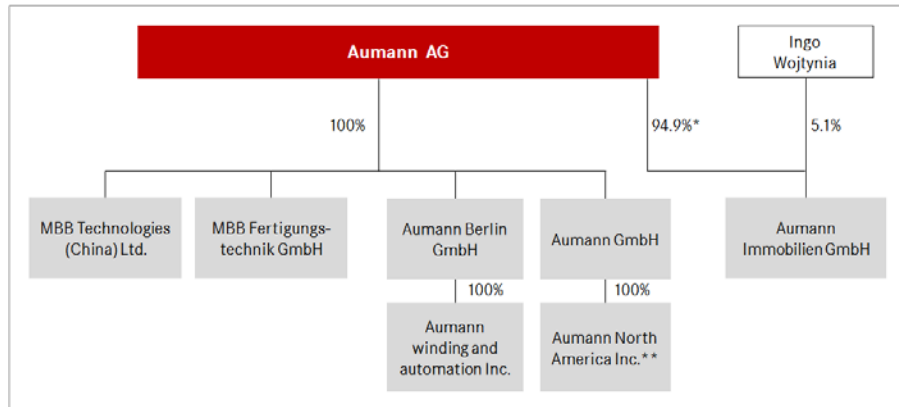 Aumann AG
Ingo
Wojtynia
100%
94.9%*
5.1%
MBB Technologies
(China) Ltd.
MBB Fertigungs-
technik GmbH
Aumann Berlin
GmbH
Aumann GmbH
Aumann
Immobilien GmbH
100%
100%
Aumann
winding and
automation Inc.
Aumann North
America Inc.**